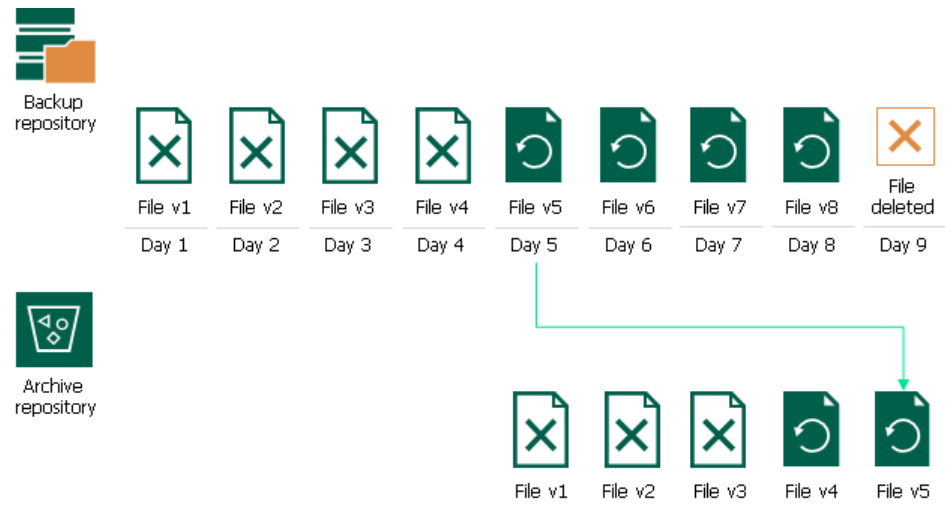 Backup
repository
File v1
File v2
File v3
File v4
File v5
File v6
File v7
File v8
File
deleted
Day 1
Day 2
Day 3
Day 4
Day 5
Day 6
Day 7
Day 8
Day 9
Archive
repository
File v1
File v2
File v3
File v4
File v5